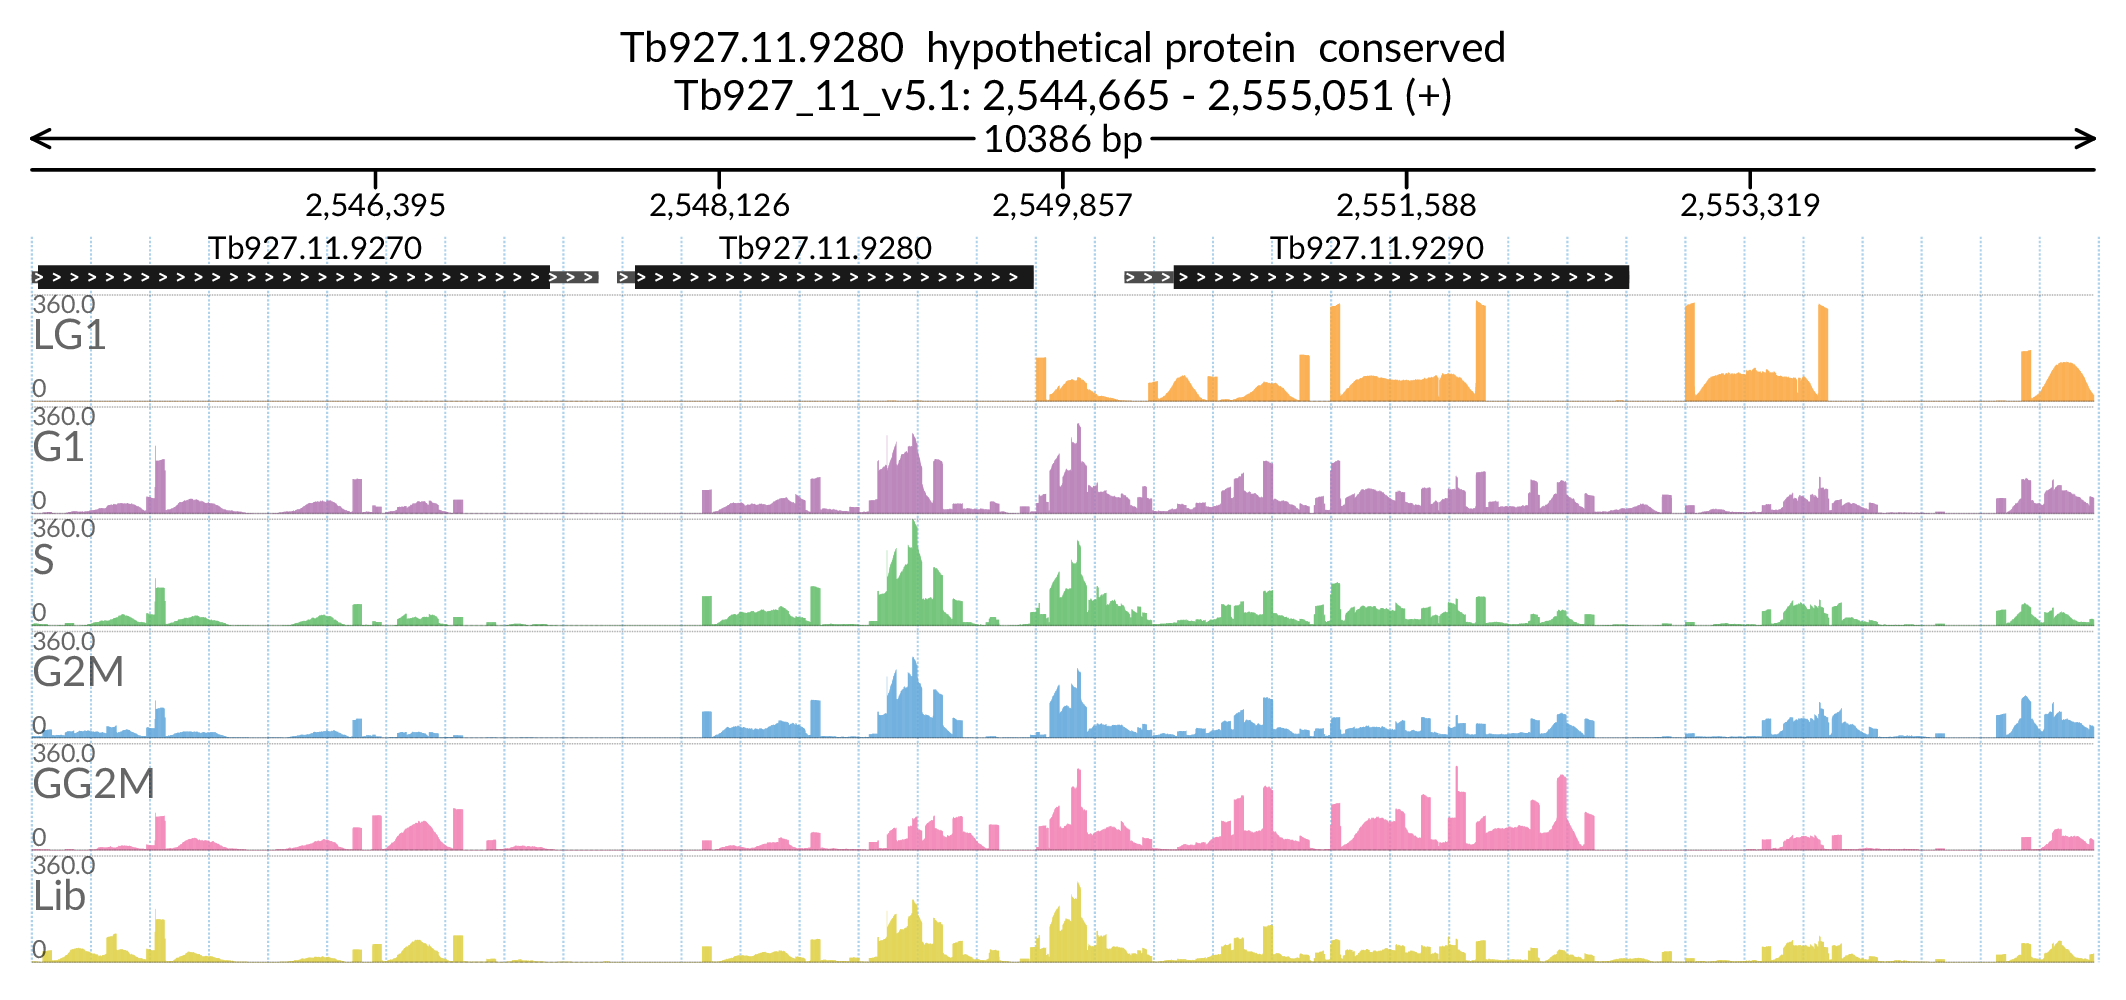 Tb927.11.9280 hypothetical protein conserved
Tb927_11_v5.1: 2,544,665 - 2,555,051 (+)
10386 bp
2,546,395 2,548,126 2,549,857 2,551,588 2,553,319
Tb927.11.9270 Tb927.11.9280 Tb927.11.9290
360.0
LG1
0
360.0
G1
0
360.0
S
0
360.0
G2M
0
360.0
GG2M
0
360.0
Lib
0